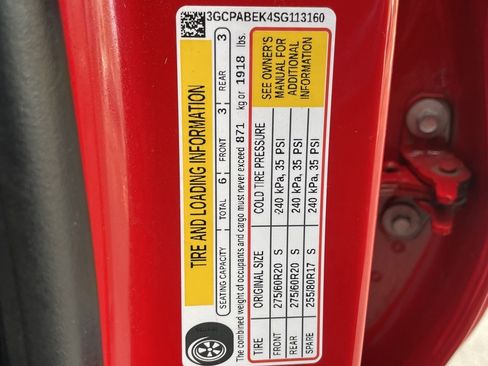 3GCPABEK4SG113160
TIRE AND LOADING INFORMATION
SEATING CAPACITY TOTAL 6 FRONT 3 REAR 3
The combined weight of occupants and cargo must never exceed 871 kg or 1918 lbs.
TIRE ORIGINAL SIZE COLD TIRE PRESSURE
FRONT 275/60R20 S 240 kPa, 35 PSI
REAR 275/60R20 S 240 kPa, 35 PSI
SPARE 255/80R17 S 240 kPa, 35 PSI
SEE OWNER'S
MANUAL FOR
ADDITIONAL
INFORMATION